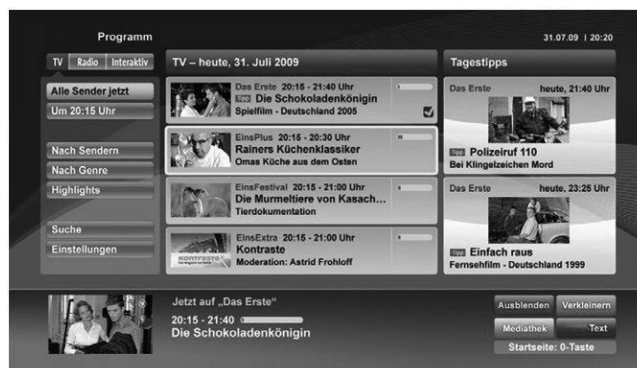 Programm
31.07.09 | 20:20
TV Radio Interaktiv
TV – heute, 31. Juli 2009
Tagestipps
Alle Sender jetzt
Um 20:15 Uhr
Nach Sendern
Nach Genre
Highlights
Suche
Einstellungen
Das Erste 20:15 - 21:40 Uhr
Tipp Die Schokoladenkönigin
Spielfilm - Deutschland 2005
EinsPlus 20:15 - 20:30 Uhr
Rainers Küchenklassiker
Omas Küche aus dem Osten
EinsFestival 20:15 - 21:00 Uhr
Die Murmeltiere von Kasach...
Tierdokumentation
kontraste
EinsExtra 20:15 - 21:00 Uhr
Kontraste
Moderation: Astrid Frohloff
Das Erste heute, 21:40 Uhr
Tipp Polizeiruf 110
Bei Klingelzeichen Mord
Das Erste heute, 23:25 Uhr
Tipp Einfach raus
Fernsehfilm - Deutschland 1999
Jetzt auf „Das Erste“
20:15 - 21:40
Die Schokoladenkönigin
Ausblenden Verkleinern
Mediathek Text
Startseite: 0-Taste